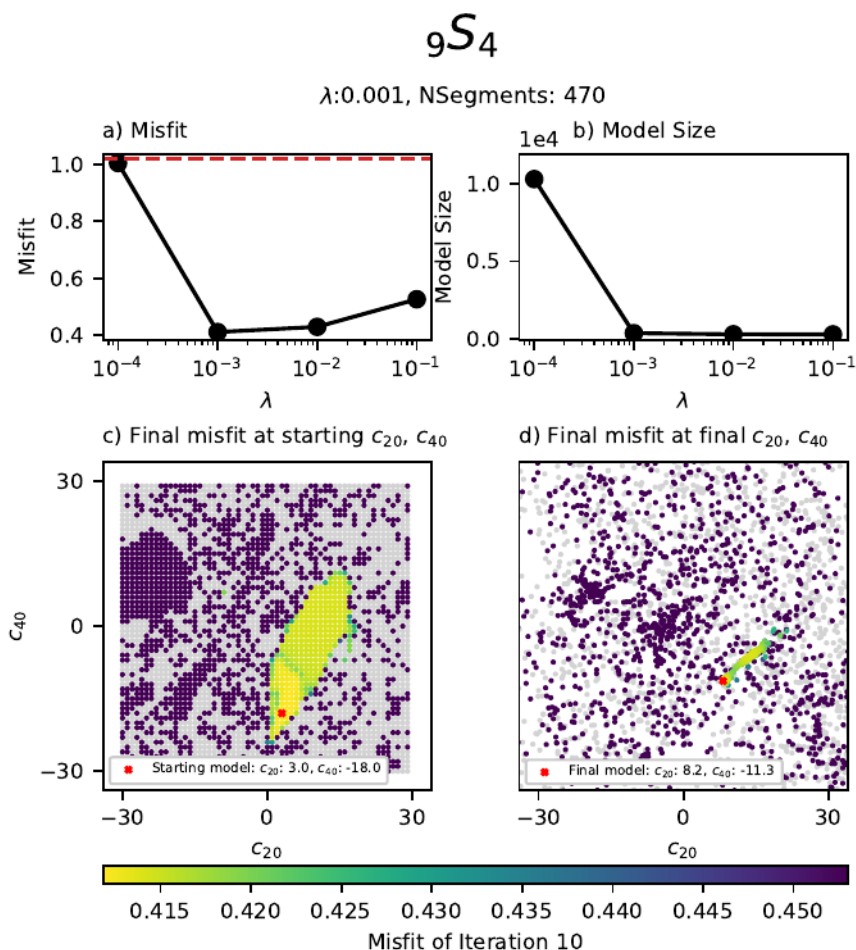 ₉S₄
λ:0.001, NSegments: 470
a) Misfit
b) Model Size
1e4
Misfit
1.0
0.8
0.6
0.4
10⁻⁴ 10⁻³ 10⁻² 10⁻¹
λ
Model Size
1.0
0.5
0.0
10⁻⁴ 10⁻³ 10⁻² 10⁻¹
λ
c) Final misfit at starting c₂₀, c₄₀
c₄₀
30
0
−30
Starting model: c₂₀: 3.0, c₄₀: -18.0
−30 0 30
c₂₀
d) Final misfit at final c₂₀, c₄₀
Final model: c₂₀: 8.2, c₄₀: -11.3
−30 0 30
c₂₀
0.415 0.420 0.425 0.430 0.435 0.440 0.445 0.450
Misfit of Iteration 10